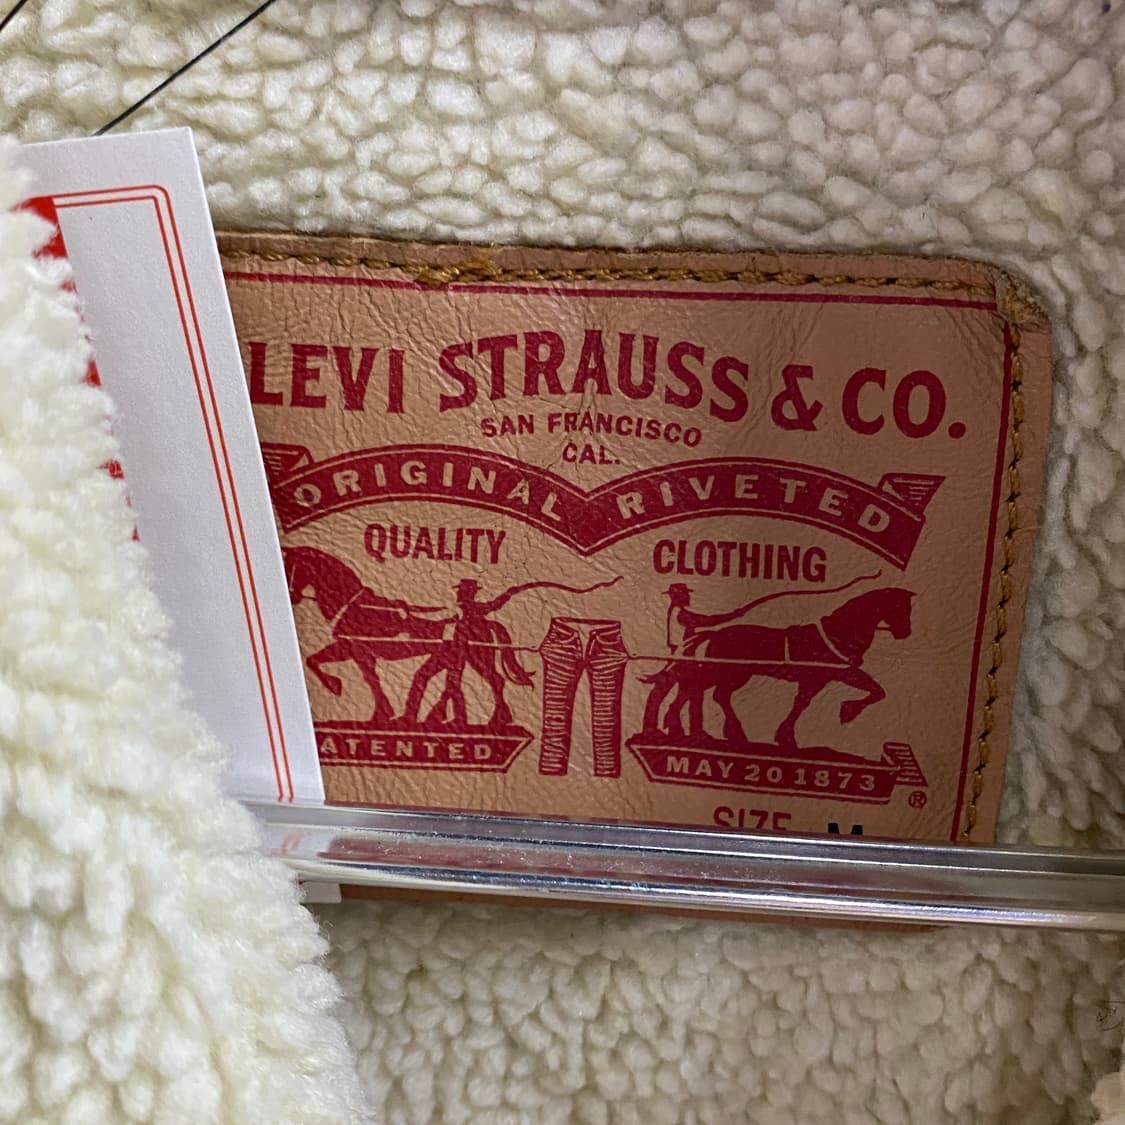 LEVI STRAUSS & CO.
SAN FRANCISCO
CAL.
ORIGINAL RIVETED
QUALITY CLOTHING
ATENTED MAY 20 1873
®
SIZE M